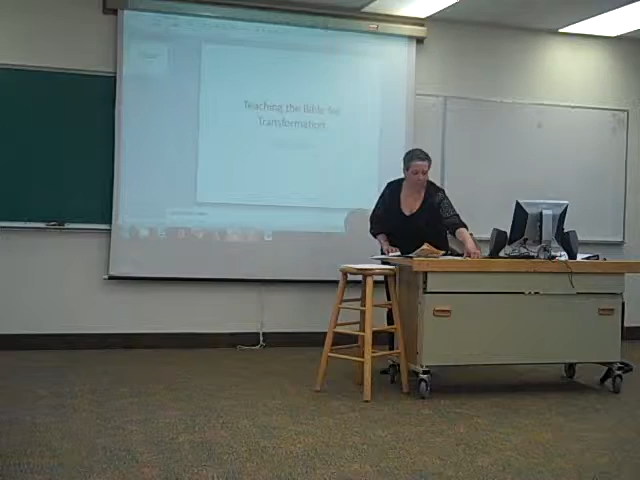 Teaching the Bible for
Transformation